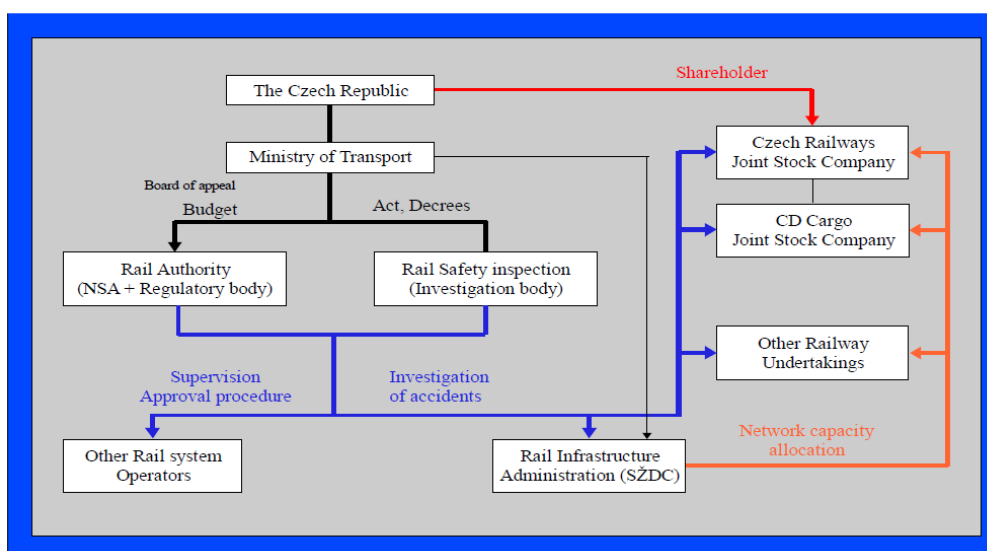 Shareholder
The Czech Republic
Czech Railways
Joint Stock Company
Ministry of Transport
Board of appeal
Budget
Act, Decrees
CD Cargo
Joint Stock Company
Rail Authority
(NSA + Regulatory body)
Rail Safety inspection
(Investigation body)
Other Railway
Undertakings
Supervision
Approval procedure
Investigation
of accidents
Network capacity
allocation
Other Rail system
Operators
Rail Infrastructure
Administration (SŽDC)